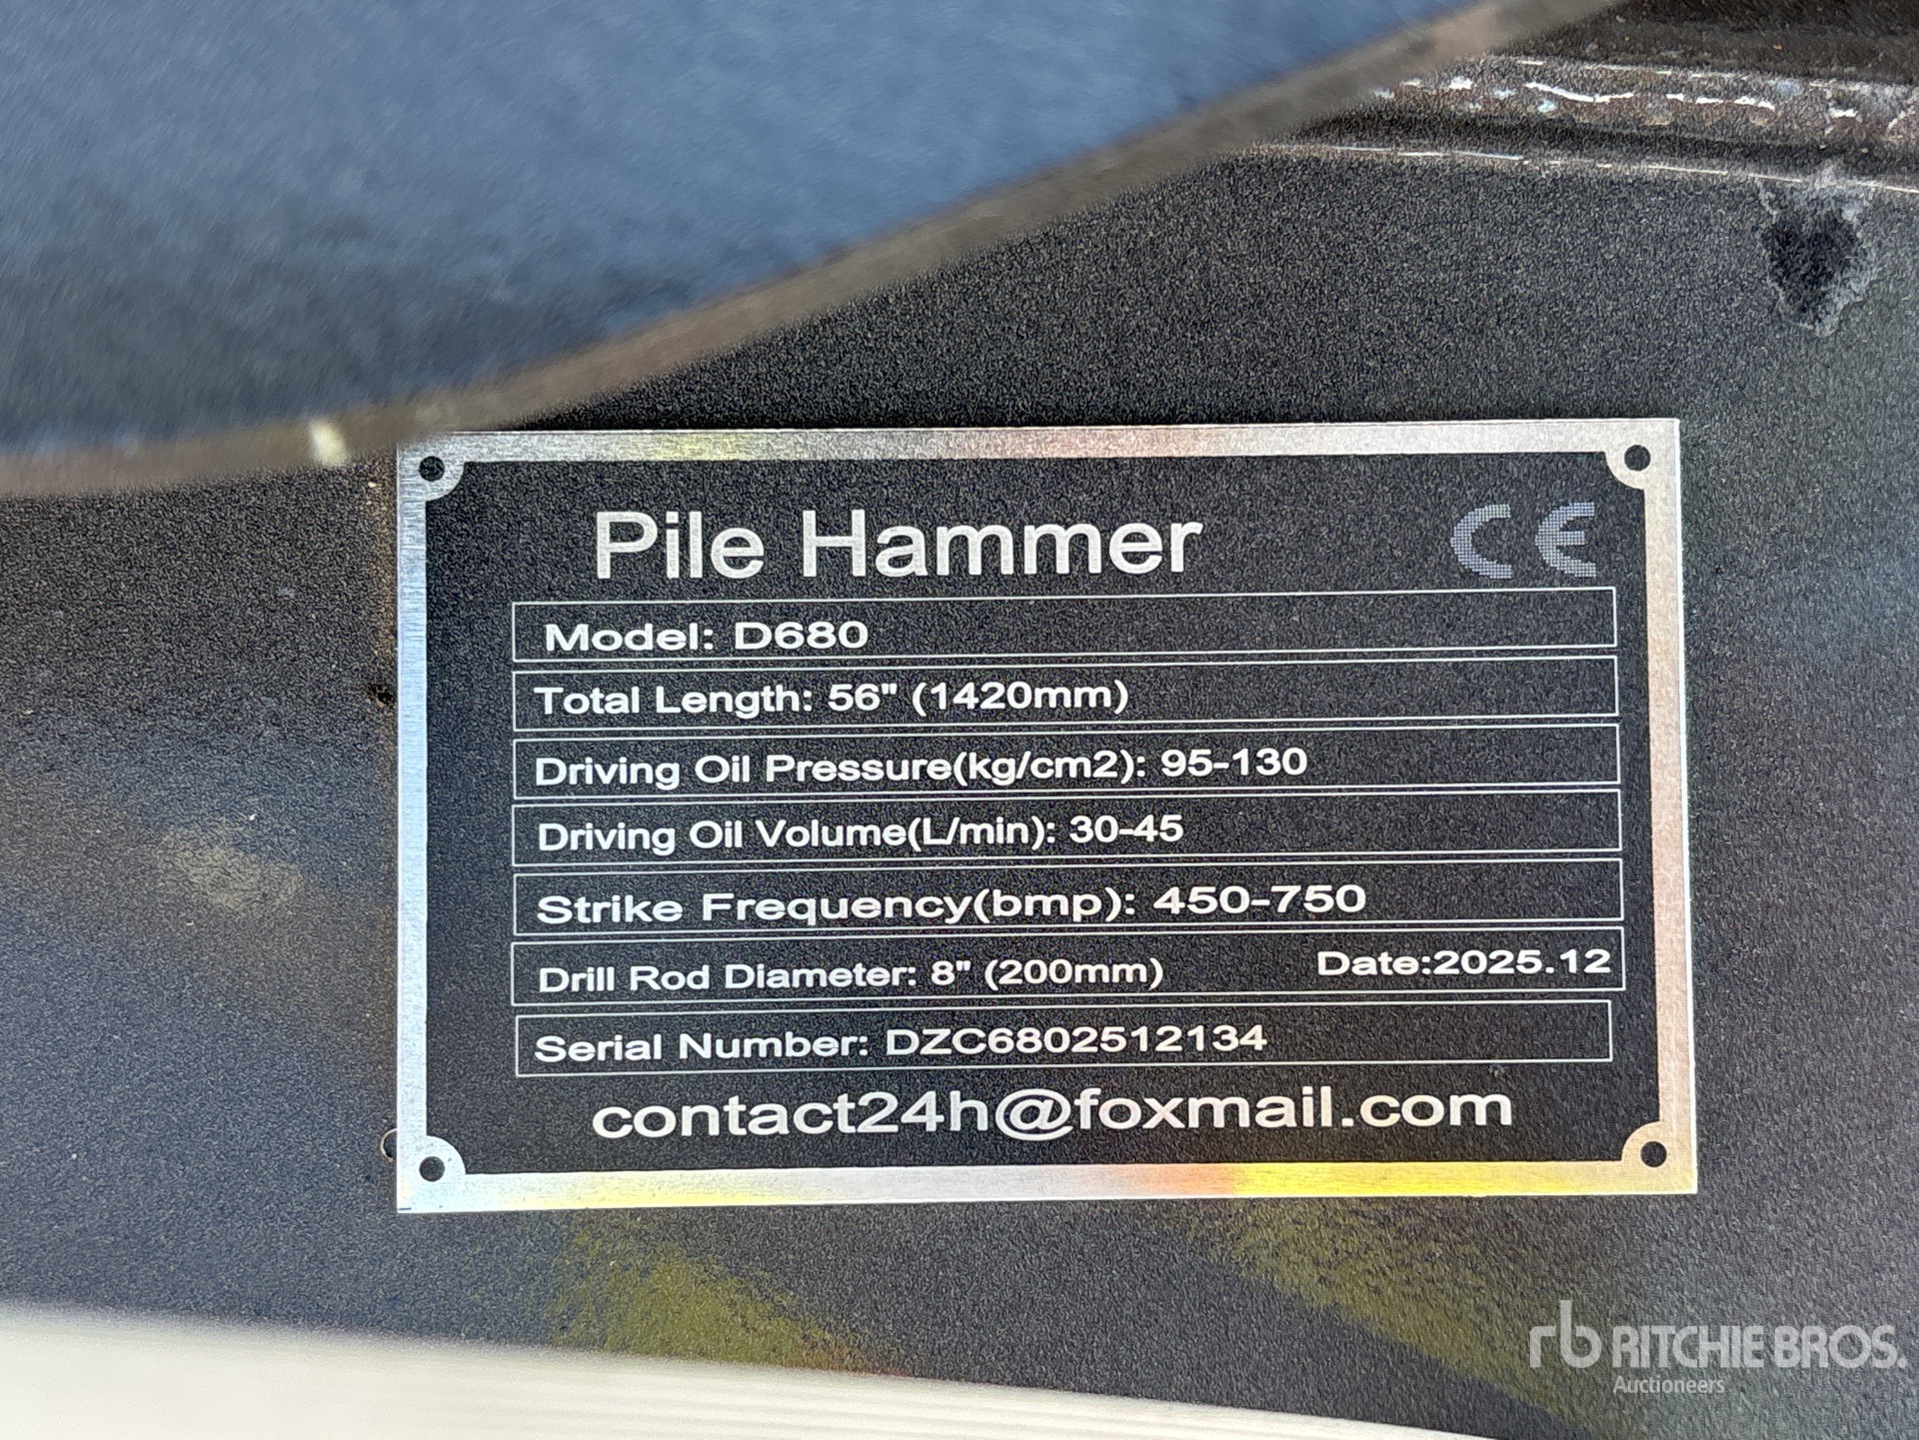 Pile Hammer CE
Model: D680
Total Length: 56" (1420mm)
Driving Oil Pressure(kg/cm2): 95-130
Driving Oil Volume(L/min): 30-45
Strike Frequency(bmp): 450-750
Drill Rod Diameter: 8" (200mm) Date:2025.12
Serial Number: DZC6802512134
contact24h@foxmail.com
rb RITCHIE BROS.
Auctioneers